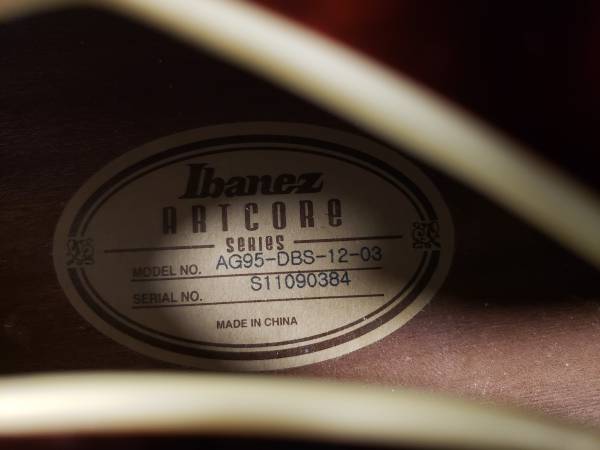 Ibanez
ARTCORE
SERIES
MODEL NO. AG95-DBS-12-03
SERIAL NO. S11090384
MADE IN CHINA